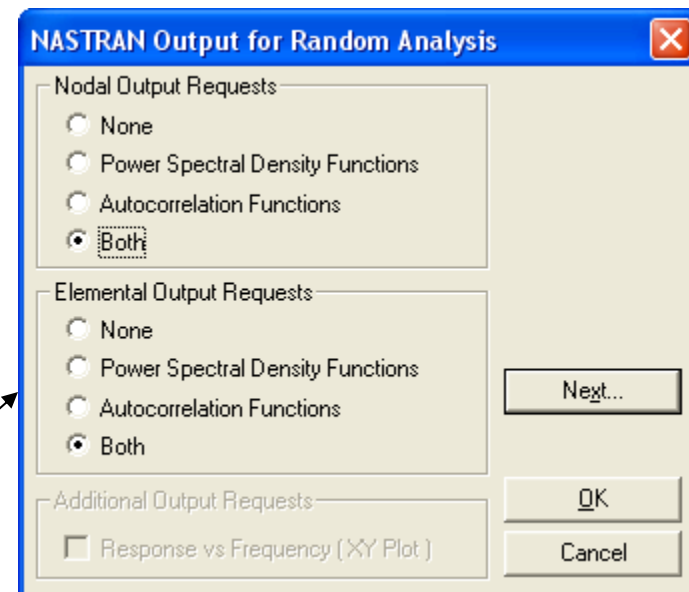 NASTRAN Output for Random Analysis
Nodal Output Requests
None
Power Spectral Density Functions
Autocorrelation Functions
Both
Elemental Output Requests
None
Power Spectral Density Functions
Autocorrelation Functions
Both
Next...
Additional Output Requests
Response vs Frequency ( XY Plot )
OK
Cancel